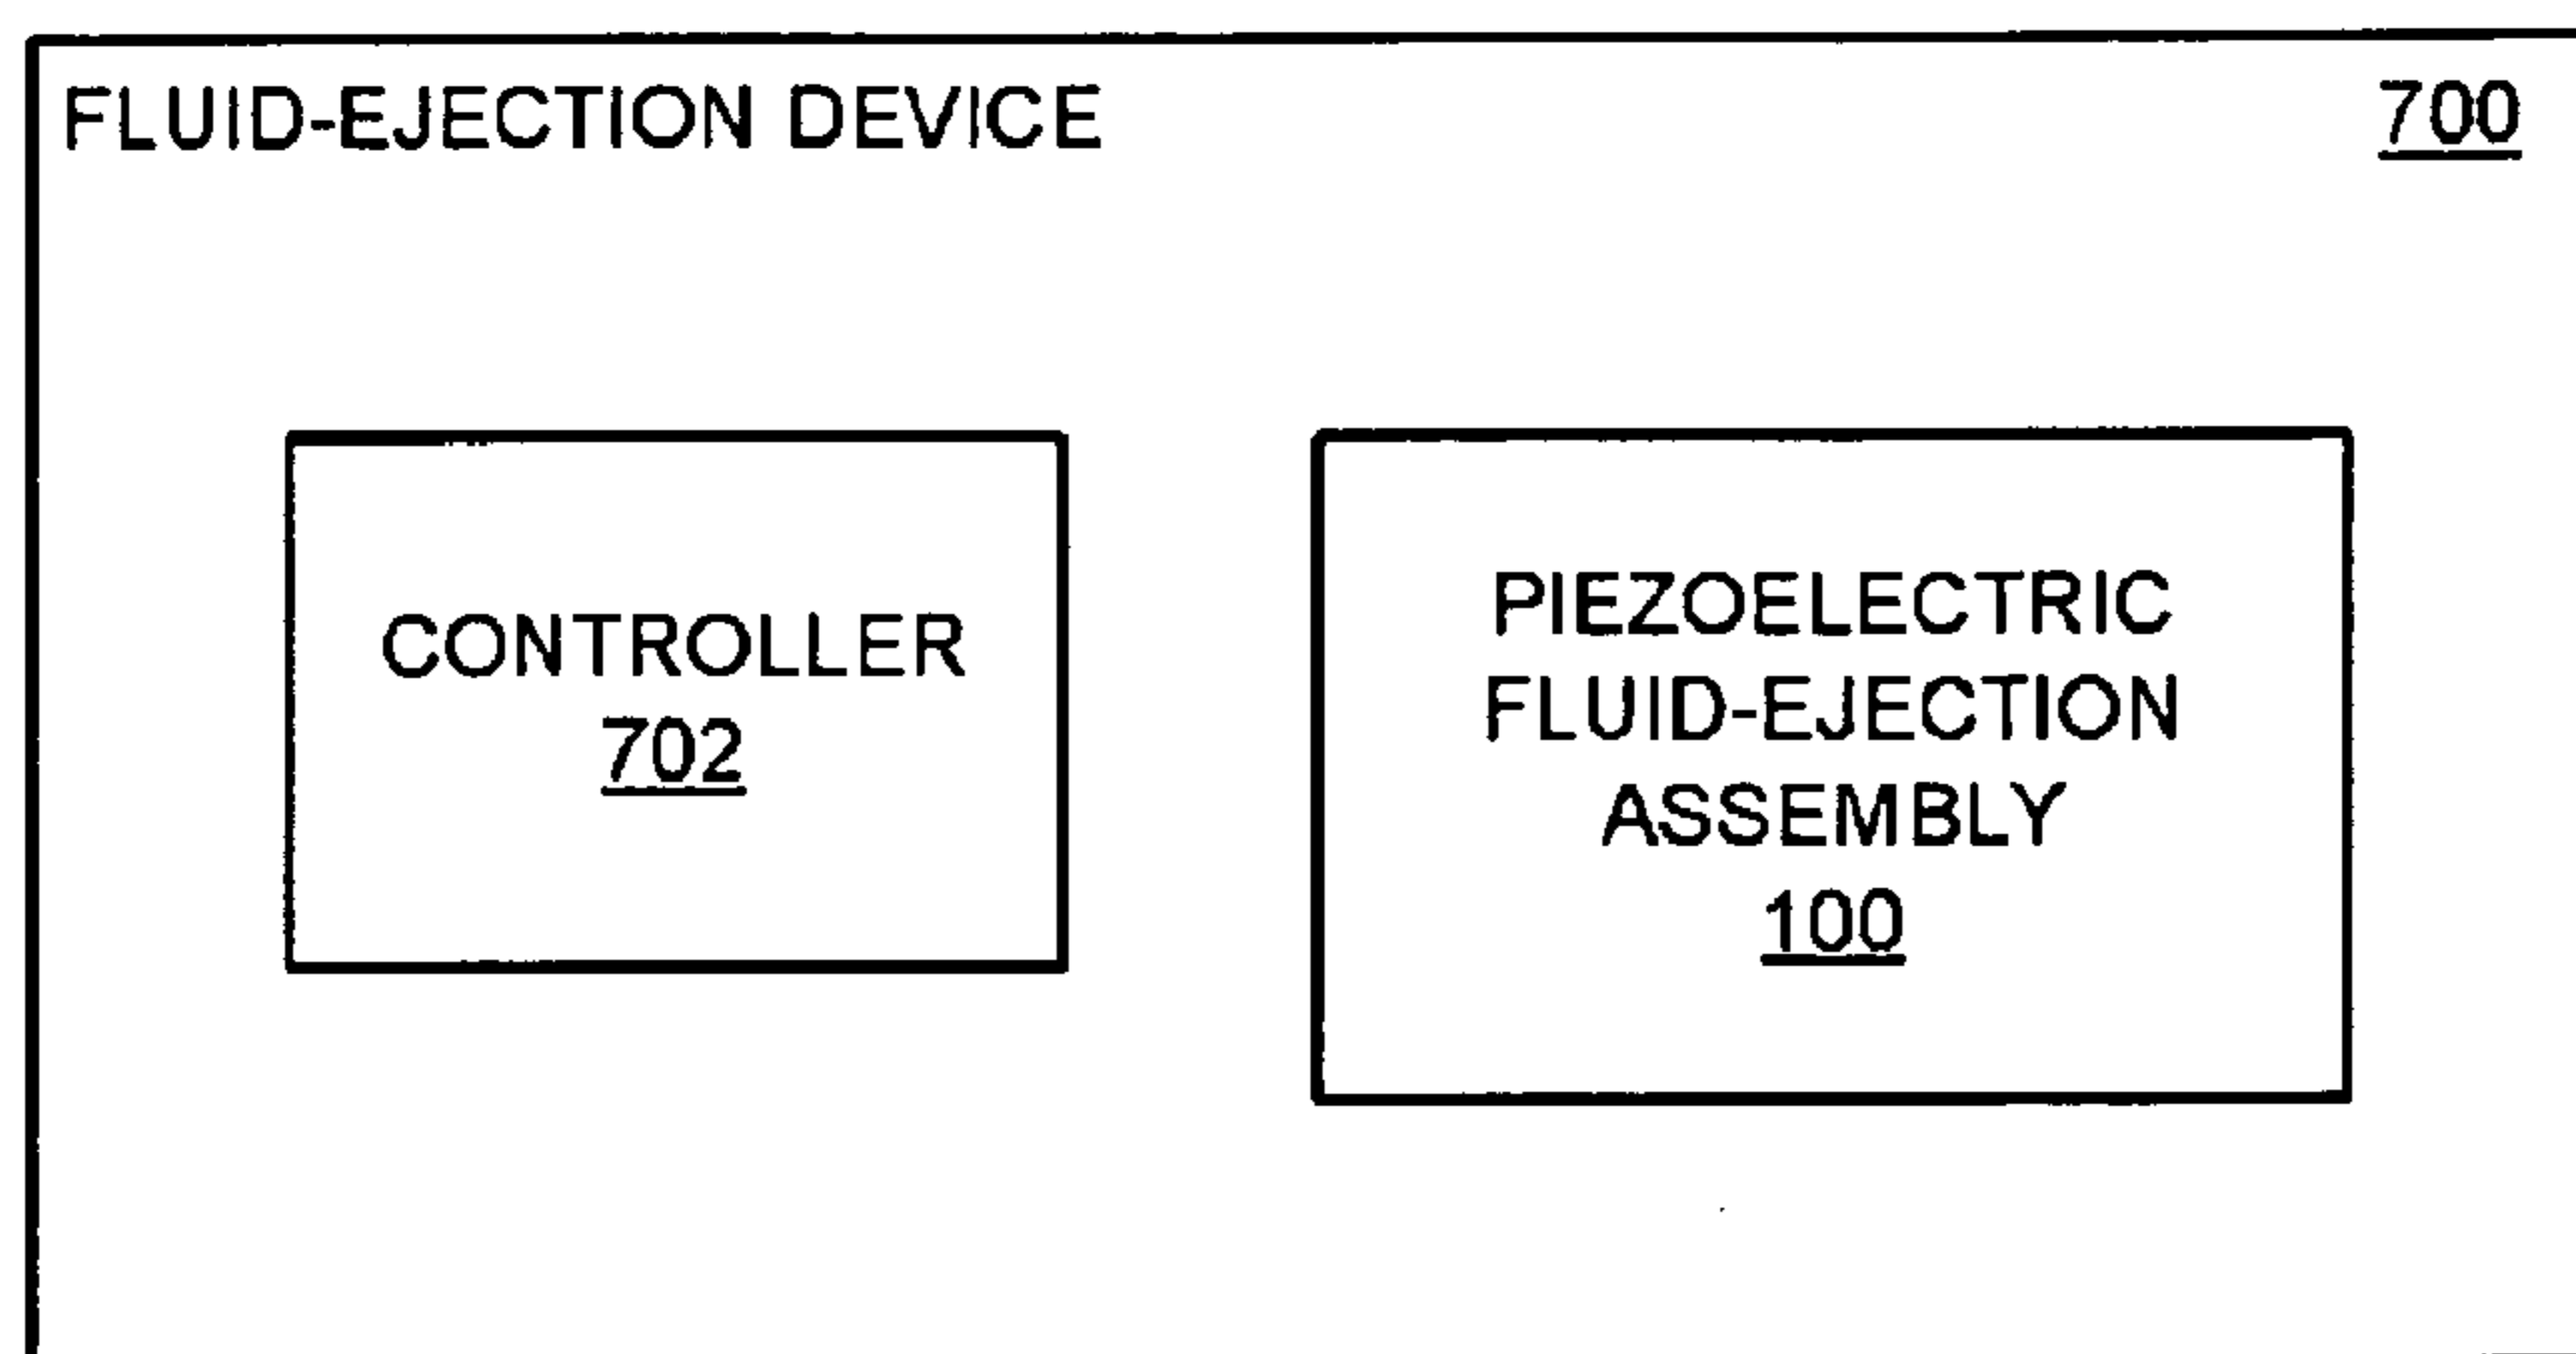 FLUID-EJECTION DEVICE
700
CONTROLLER
702
PIEZOELECTRIC
FLUID-EJECTION
ASSEMBLY
100